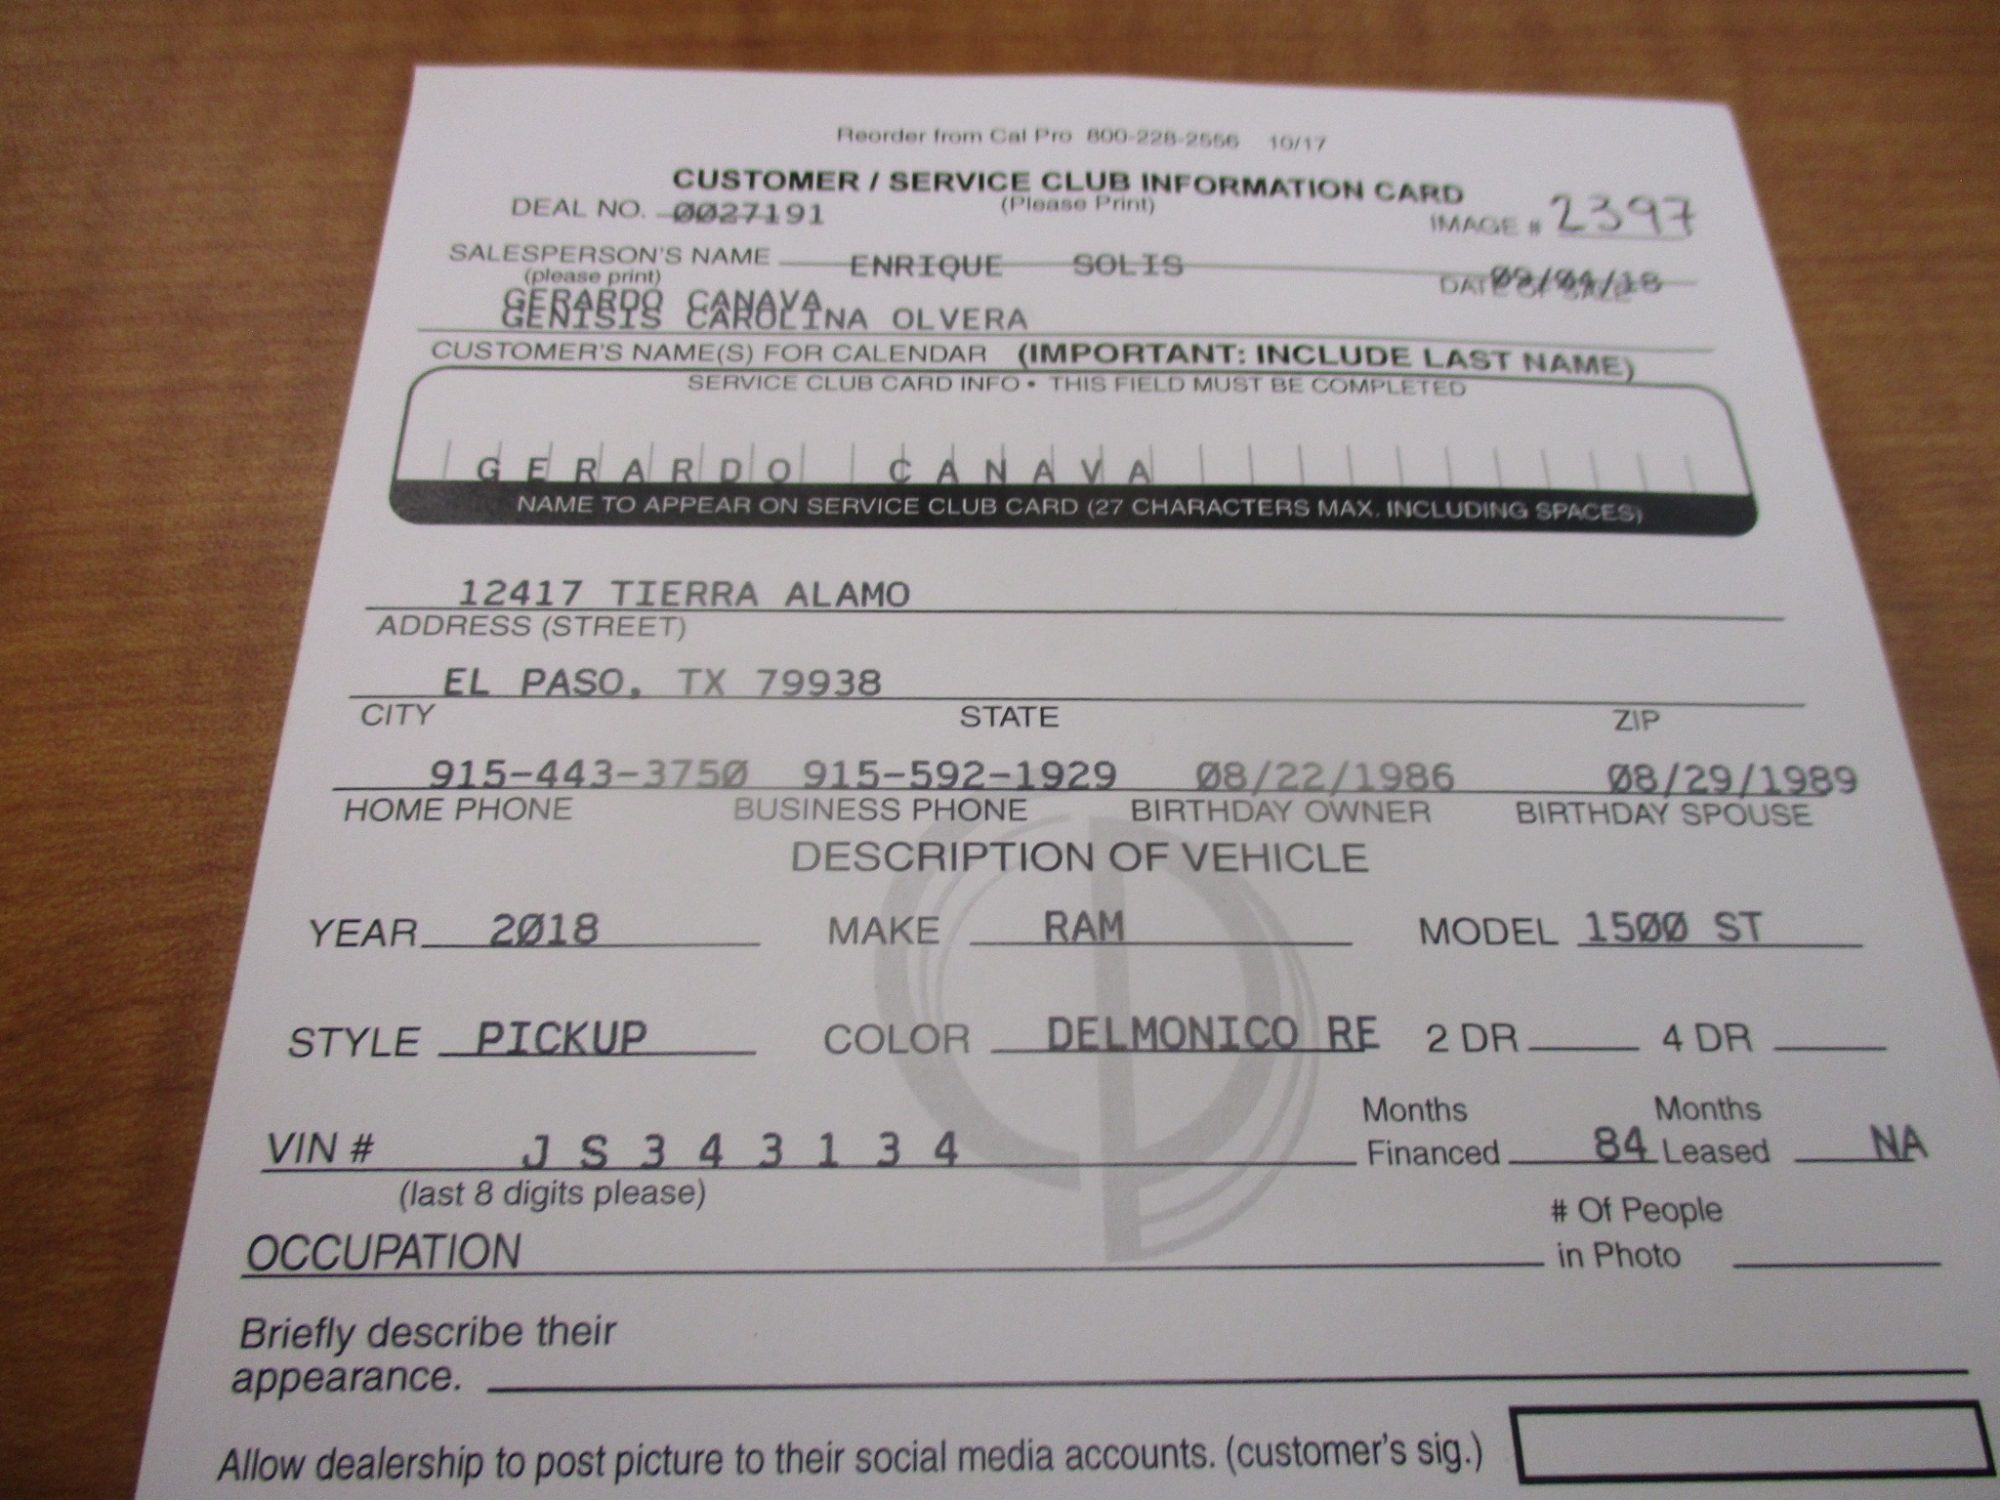 Reorder from Cal Pro 800-228-2556 10/17
CUSTOMER / SERVICE CLUB INFORMATION CARD
(Please Print)
DEAL NO. 0027191 IMAGE # 2397
SALESPERSON'S NAME ENRIQUE SOLIS
(please print) DATE OF SALE
GERARDO CANAVA
GENISIS CAROLINA OLVERA
CUSTOMER'S NAME(S) FOR CALENDAR (IMPORTANT: INCLUDE LAST NAME)
SERVICE CLUB CARD INFO • THIS FIELD MUST BE COMPLETED
GERARDO CANAVA
NAME TO APPEAR ON SERVICE CLUB CARD (27 CHARACTERS MAX. INCLUDING SPACES)
12417 TIERRA ALAMO
ADDRESS (STREET)
EL PASO, TX 79938
CITY STATE ZIP
915-443-3750 915-592-1929 08/22/1986 08/29/1989
HOME PHONE BUSINESS PHONE BIRTHDAY OWNER BIRTHDAY SPOUSE
DESCRIPTION OF VEHICLE
YEAR 2018 MAKE RAM MODEL 1500 ST
STYLE PICKUP COLOR DELMONICO RE 2 DR 4 DR
Months Months
VIN # J S 3 4 3 1 3 4 Financed 84 Leased NA
(last 8 digits please)
# Of People
OCCUPATION in Photo
Briefly describe their
appearance.
Allow dealership to post picture to their social media accounts. (customer's sig.)